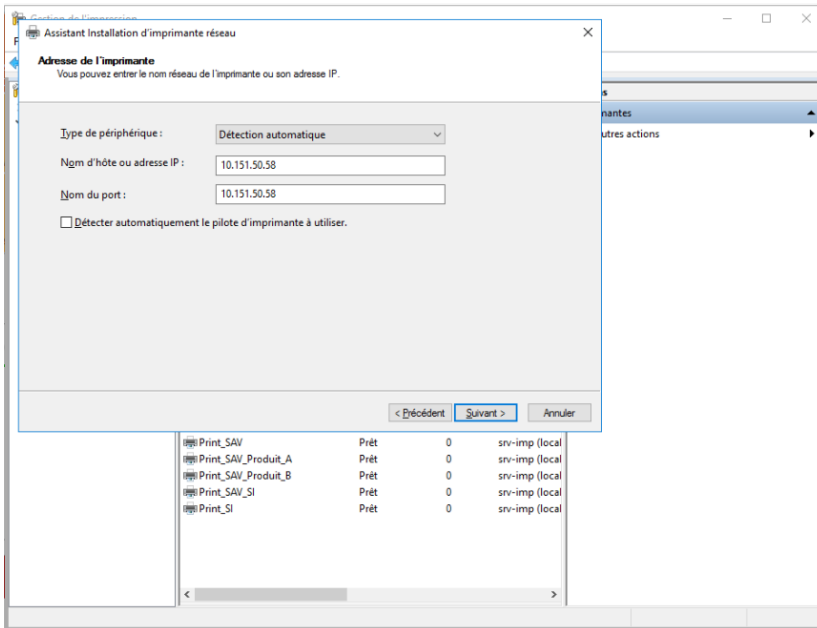 Gestion de l'impression
Assistant Installation d'imprimante réseau
Adresse de l'imprimante
Vous pouvez entrer le nom réseau de l'imprimante ou son adresse IP.
Type de périphérique :
Détection automatique
Nom d'hôte ou adresse IP :
10.151.50.58
Nom du port :
10.151.50.58
Détecter automatiquement le pilote d'imprimante à utiliser.
< Précédent
Suivant >
Annuler
s
mantes
utres actions
Print_SAV Prêt 0 srv-imp (local
Print_SAV_Produit_A Prêt 0 srv-imp (local
Print_SAV_Produit_B Prêt 0 srv-imp (local
Print_SAV_SI Prêt 0 srv-imp (local
Print_SI Prêt 0 srv-imp (local